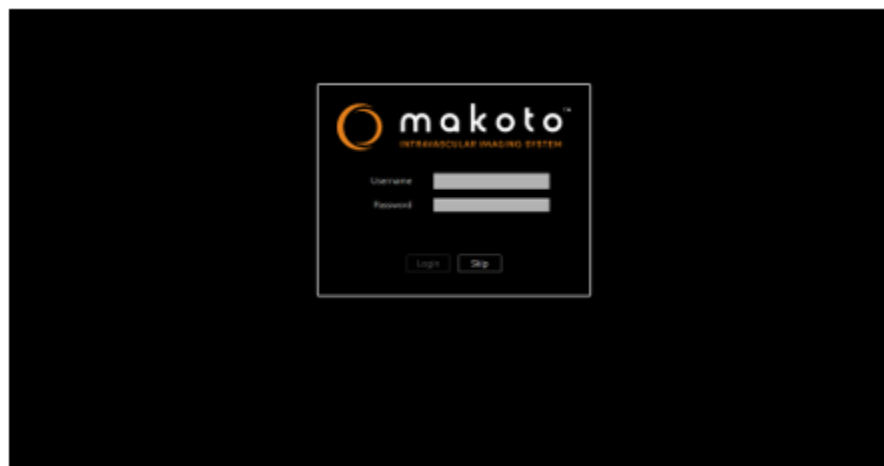 makoto™
INTRAVASCULAR IMAGING SYSTEM
Username
Password
Login Skip